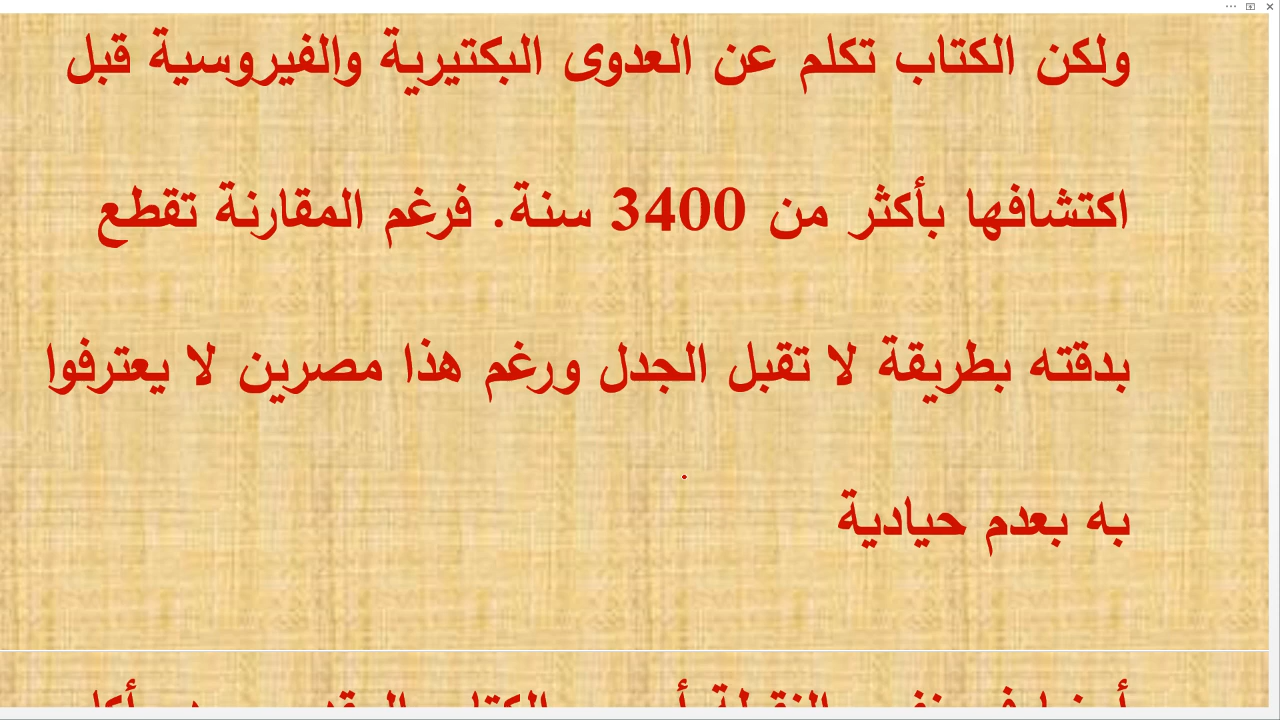 ولكن الكتاب تكلم عن العدوى البكتيرية والفيروسية قبل
اكتشافها بأكثر من 3400 سنة. فرغم المقارنة تقطع
بدقته بطريقة لا تقبل الجدل ورغم هذا مصرين لا يعترفوا
به بعدم حيادية